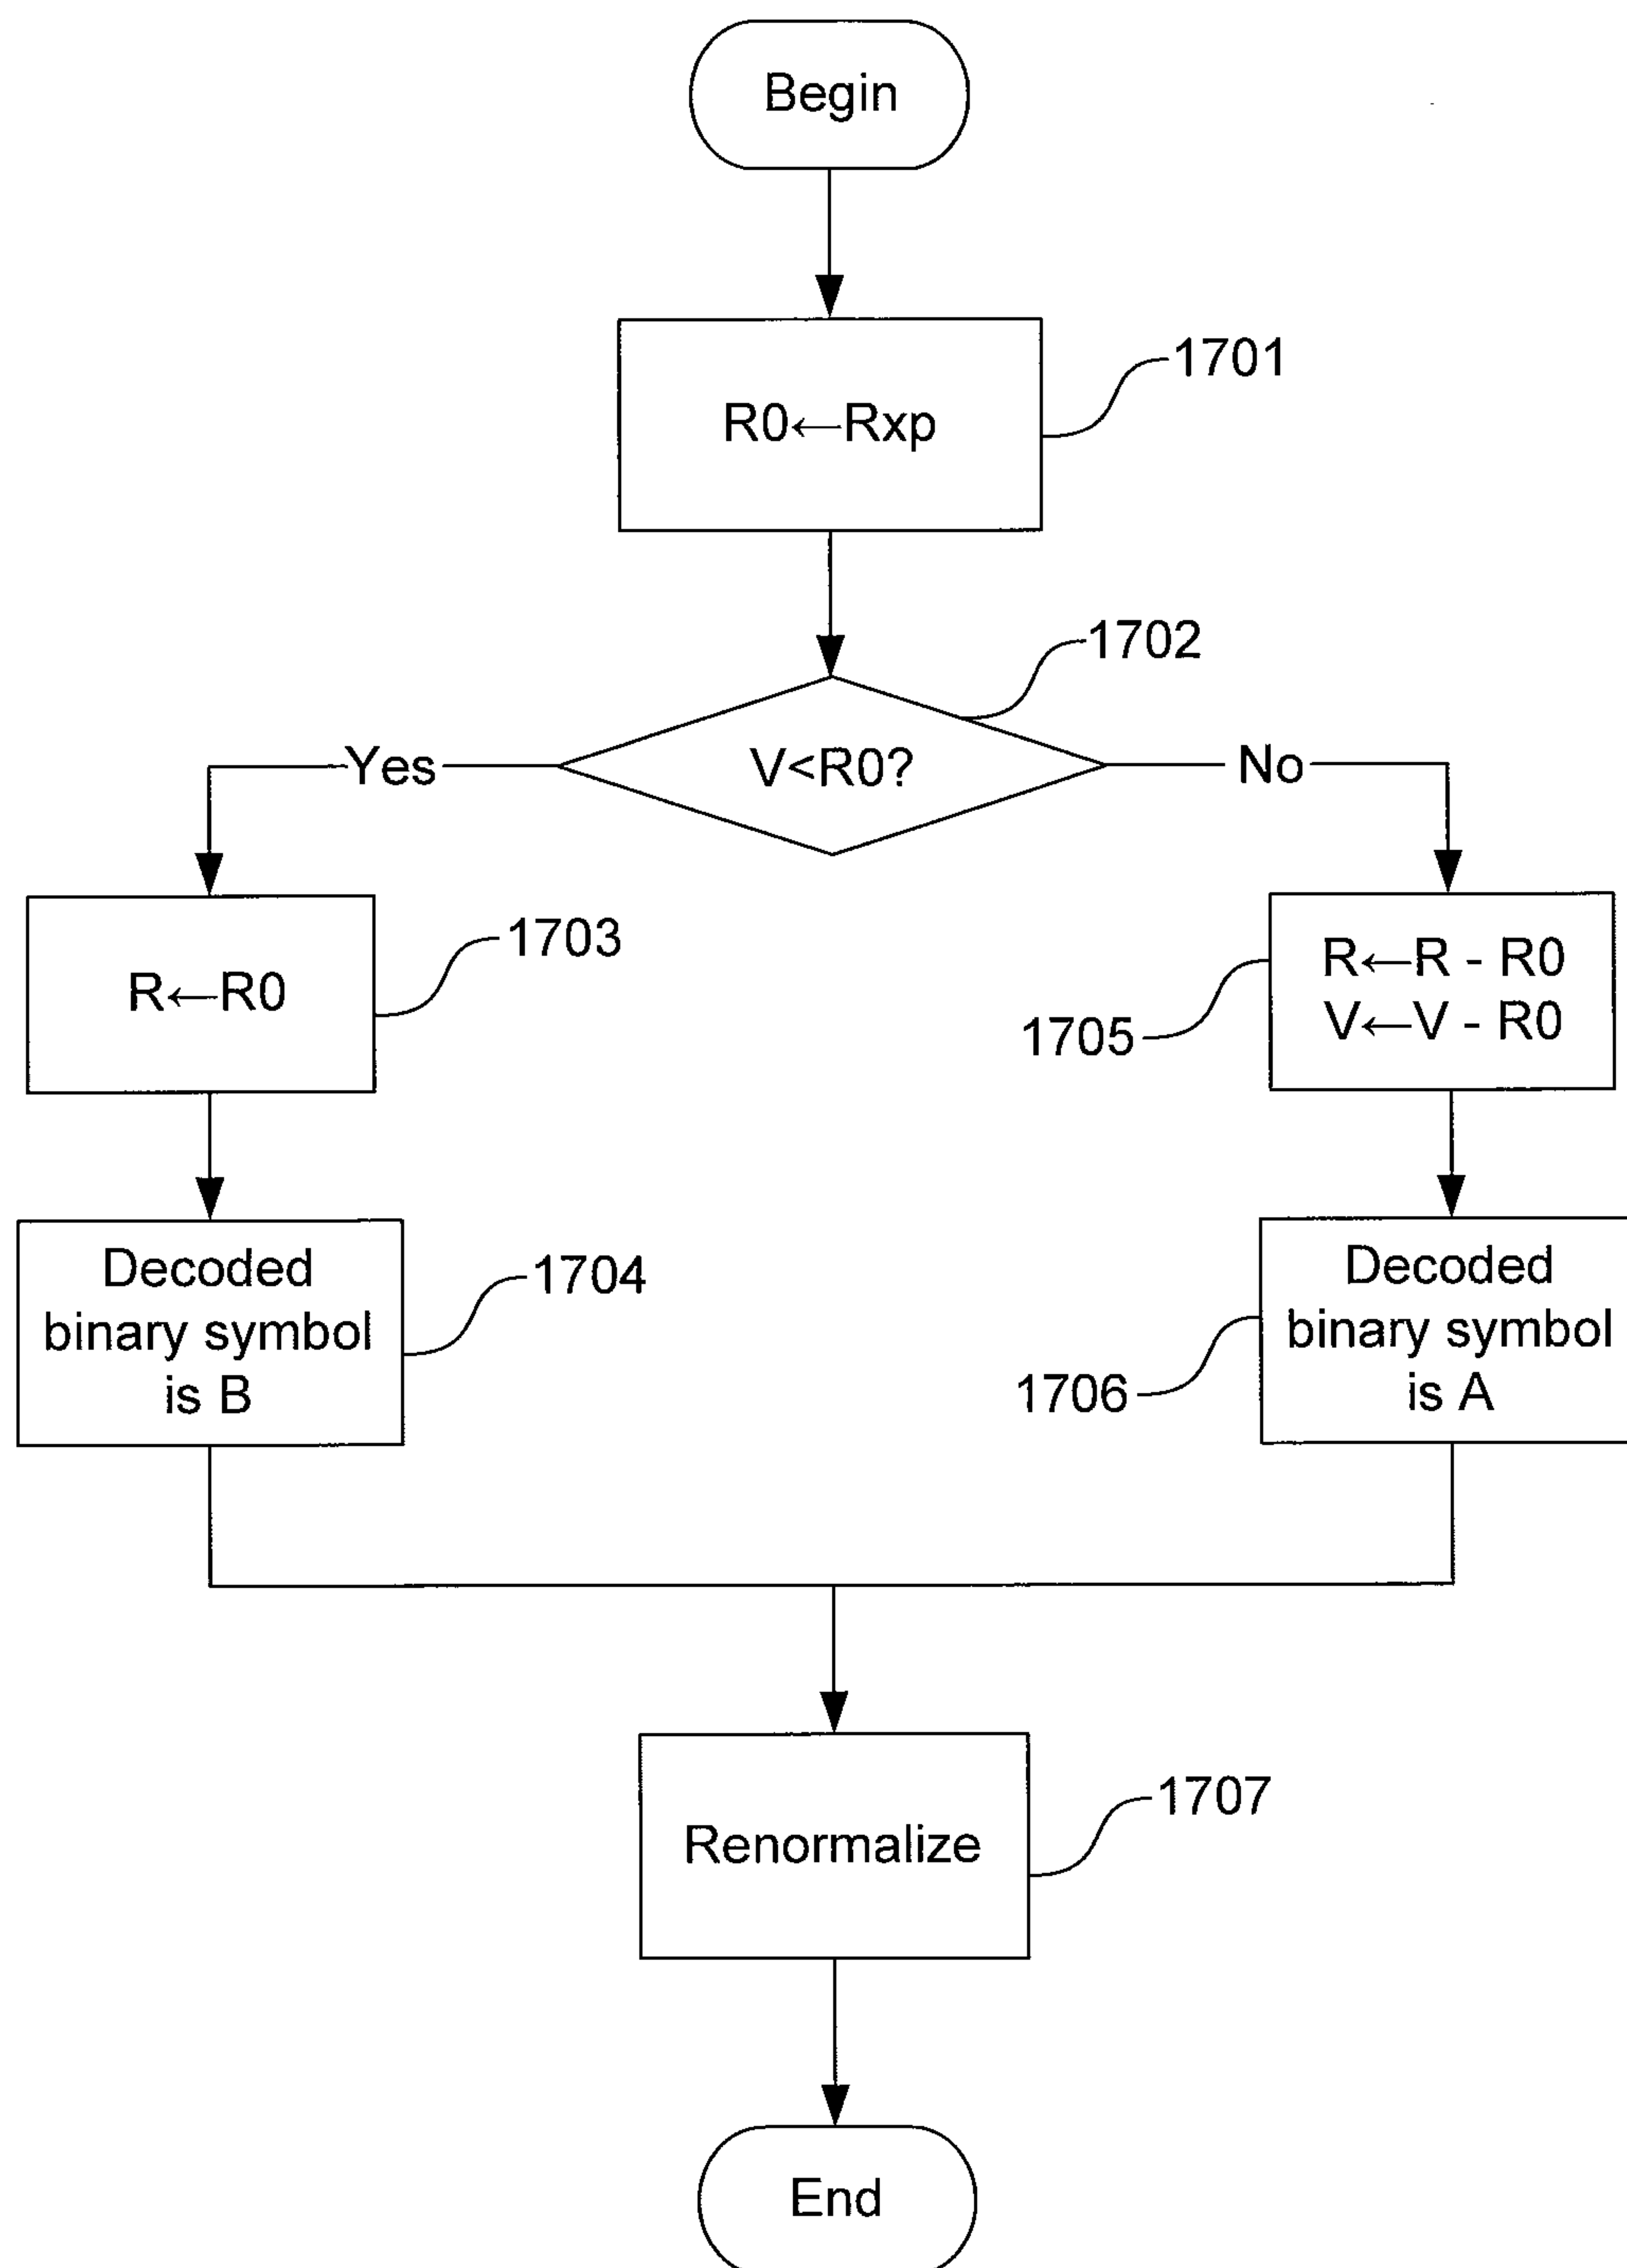 Begin
R0←Rxp
1701
1702
V<R0?
Yes
No
R←R0
1703
R←R - R0
V←V - R0
1705
Decoded
binary symbol
is B
1704
Decoded
binary symbol
is A
1706
Renormalize
1707
End